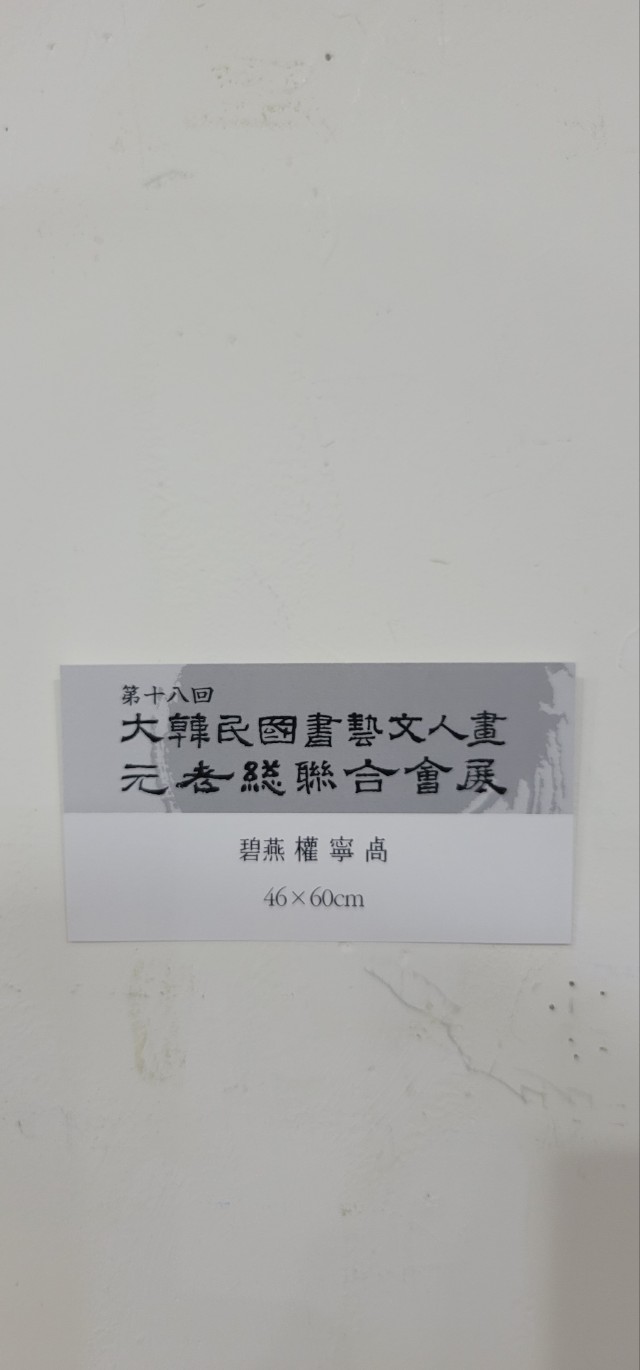 第十八回
大韓民國書藝文人畫
元老總聯合會展
碧燕 權寧卨
46×60cm